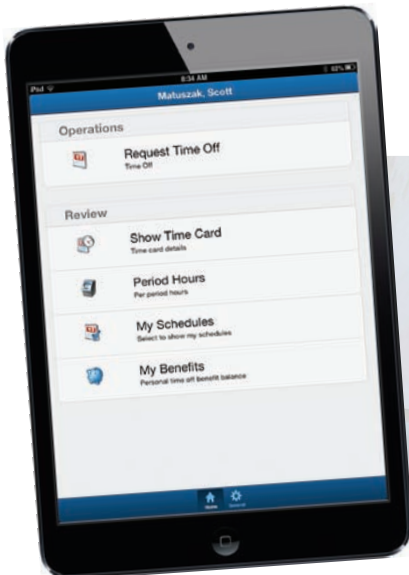 iPad
8:34 AM
92%
Matuszak, Scott
Operations
Request Time Off
Time Off
Review
Show Time Card
Time card details
Period Hours
Per period hours
My Schedules
Select to show my schedules
My Benefits
Personal time off benefit balance
Home
General